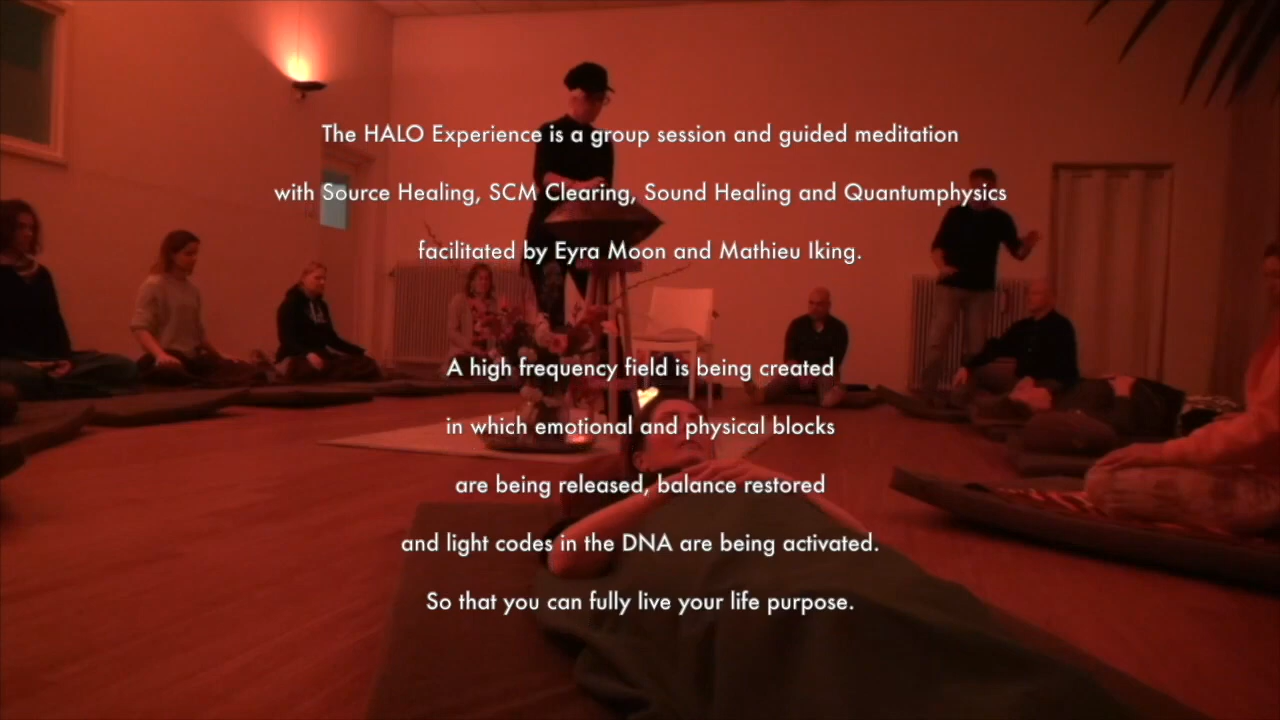 The HALO Experience is a group session and guided meditation
with Source Healing, SCM Clearing, Sound Healing and Quantumphysics
facilitated by Eyra Moon and Mathieu Iking.
A high frequency field is being created
in which emotional and physical blocks
are being released, balance restored
and light codes in the DNA are being activated.
So that you can fully live your life purpose.